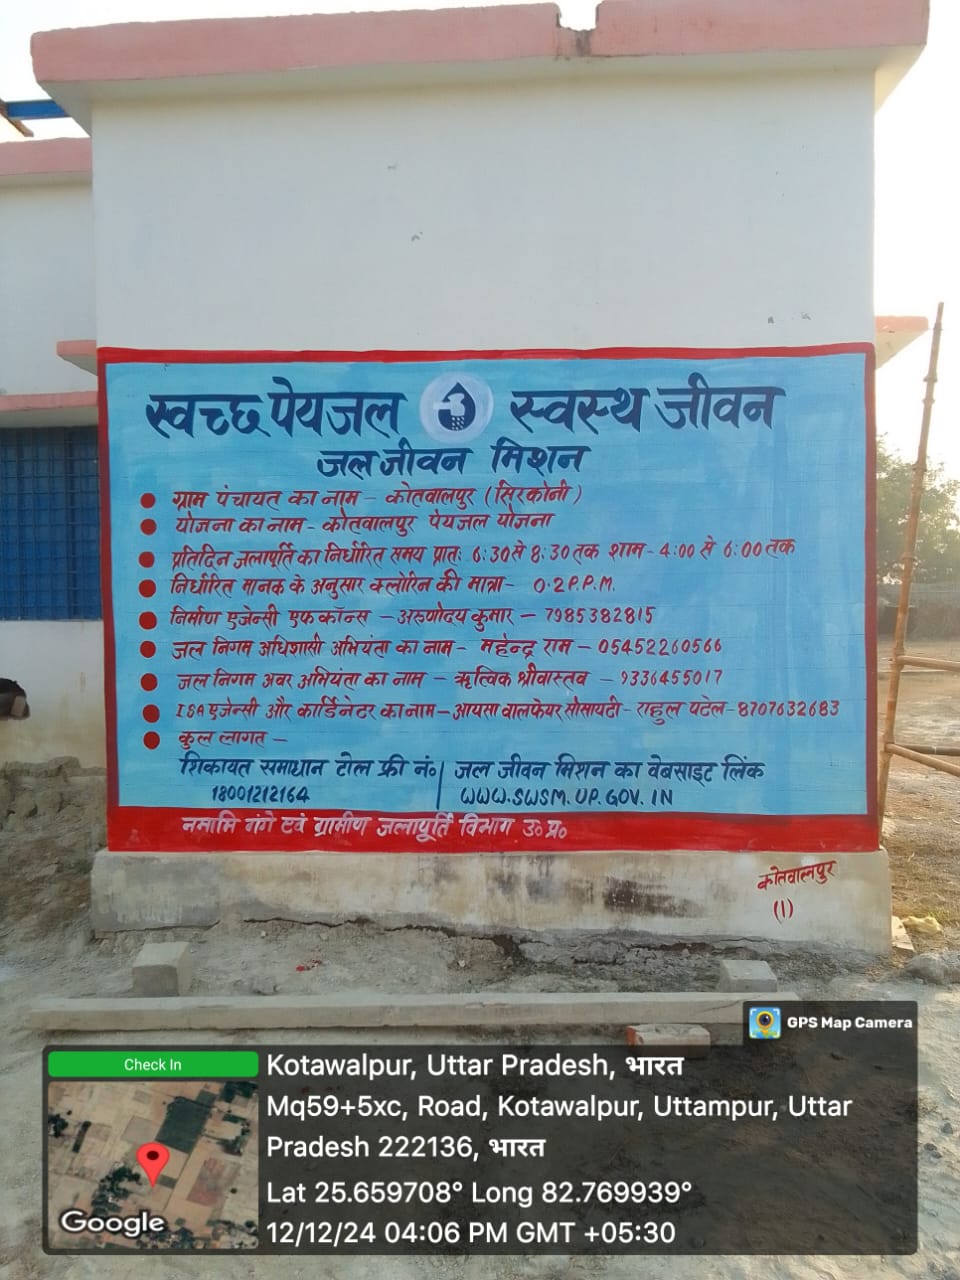 स्वच्छ पेयजल स्वस्थ जीवन
जल जीवन मिशन
ग्राम पंचायत का नाम - कोतवालपुर (सिरकोनी)
योजना का नाम - कोतवालपुर पेयजल योजना
प्रतिदिन जलापूर्ति का निर्धारित समय प्रातः 6:30 से 8:30 तक शाम - 4:00 से 6:00 तक
निर्धारित मानक के अनुसार क्लोरिन की मात्रा - 0.2 P.P.M.
निर्माण एजेन्सी एफकॉन्स - अरुणोदय कुमार - 7985382815
जल निगम अधिशासी अभियंता का नाम - महेन्द्र राम - 05452260566
जल निगम अवर अभियंता का नाम - ऋत्विक श्रीवास्तव - 9336455017
ISA एजेन्सी और कार्डिनेटर का नाम - आयसा वालफेयर सोसायटी - राहुल पटेल - 8707632683
कुल लागत -
शिकायत समाधान टोल फ्री नं० | जल जीवन मिशन का वेबसाइट लिंक
18001212164 WWW.SWSM.UP.GOV.IN
नमामि गंगे एवं ग्रामीण जलापूर्ति विभाग उ० प्र०
कोतवालपुर
(1)
GPS Map Camera
Check In
Kotawalpur, Uttar Pradesh, भारत
Mq59+5xc, Road, Kotawalpur, Uttampur, Uttar
Pradesh 222136, भारत
Lat 25.659708° Long 82.769939°
12/12/24 04:06 PM GMT +05:30
Google